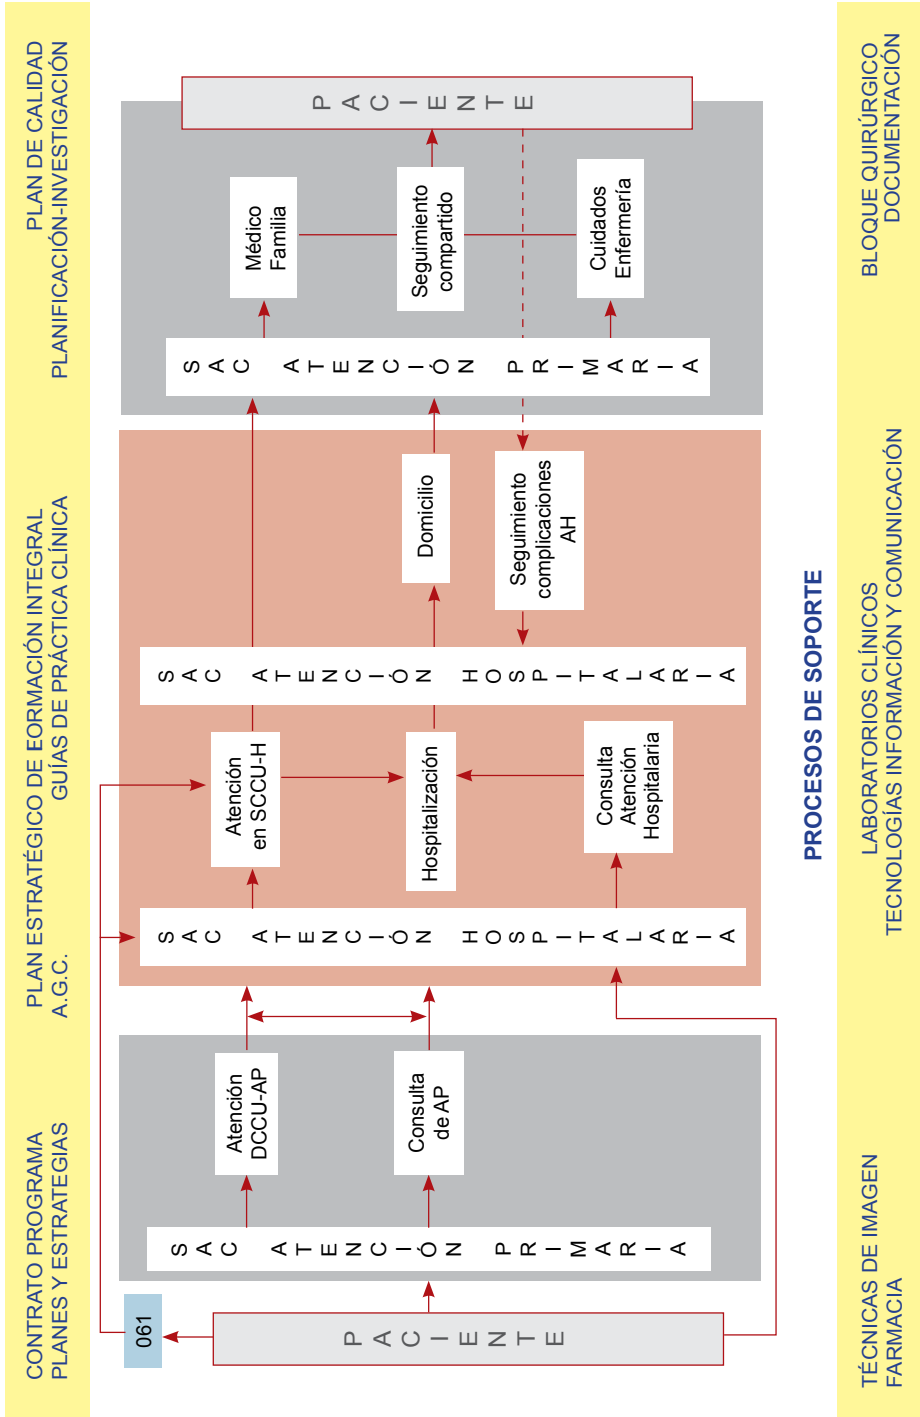 CONTRATO PROGRAMA
PLANES Y ESTRATEGIAS
PLAN ESTRATÉGICO DE EORMACIÓN INTEGRAL
A.G.C.
GUÍAS DE PRÁCTICA CLÍNICA
PLAN DE CALIDAD
PLANIFICACIÓN-INVESTIGACIÓN
061
PACIENTE
SAC ATENCIÓN PRIMARIA
Atención
DCCU-AP
Consulta
de AP
SAC ATENCIÓN HOSPITALARIA
Atención
en SCCU-H
Hospitalización
Consulta
Atención
Hospitalaria
SAC ATENCIÓN HOSPITALARIA
Domicilio
Seguimiento
complicaciones
AH
SAC ATENCIÓN PRIMARIA
Médico
Familia
Seguimiento
compartido
Cuidados
Enfermería
PACIENTE
PROCESOS DE SOPORTE
TÉCNICAS DE IMAGEN
FARMACIA
LABORATORIOS CLÍNICOS
TECNOLOGÍAS INFORMACIÓN Y COMUNICACIÓN
BLOQUE QUIRÚRGICO
DOCUMENTACIÓN